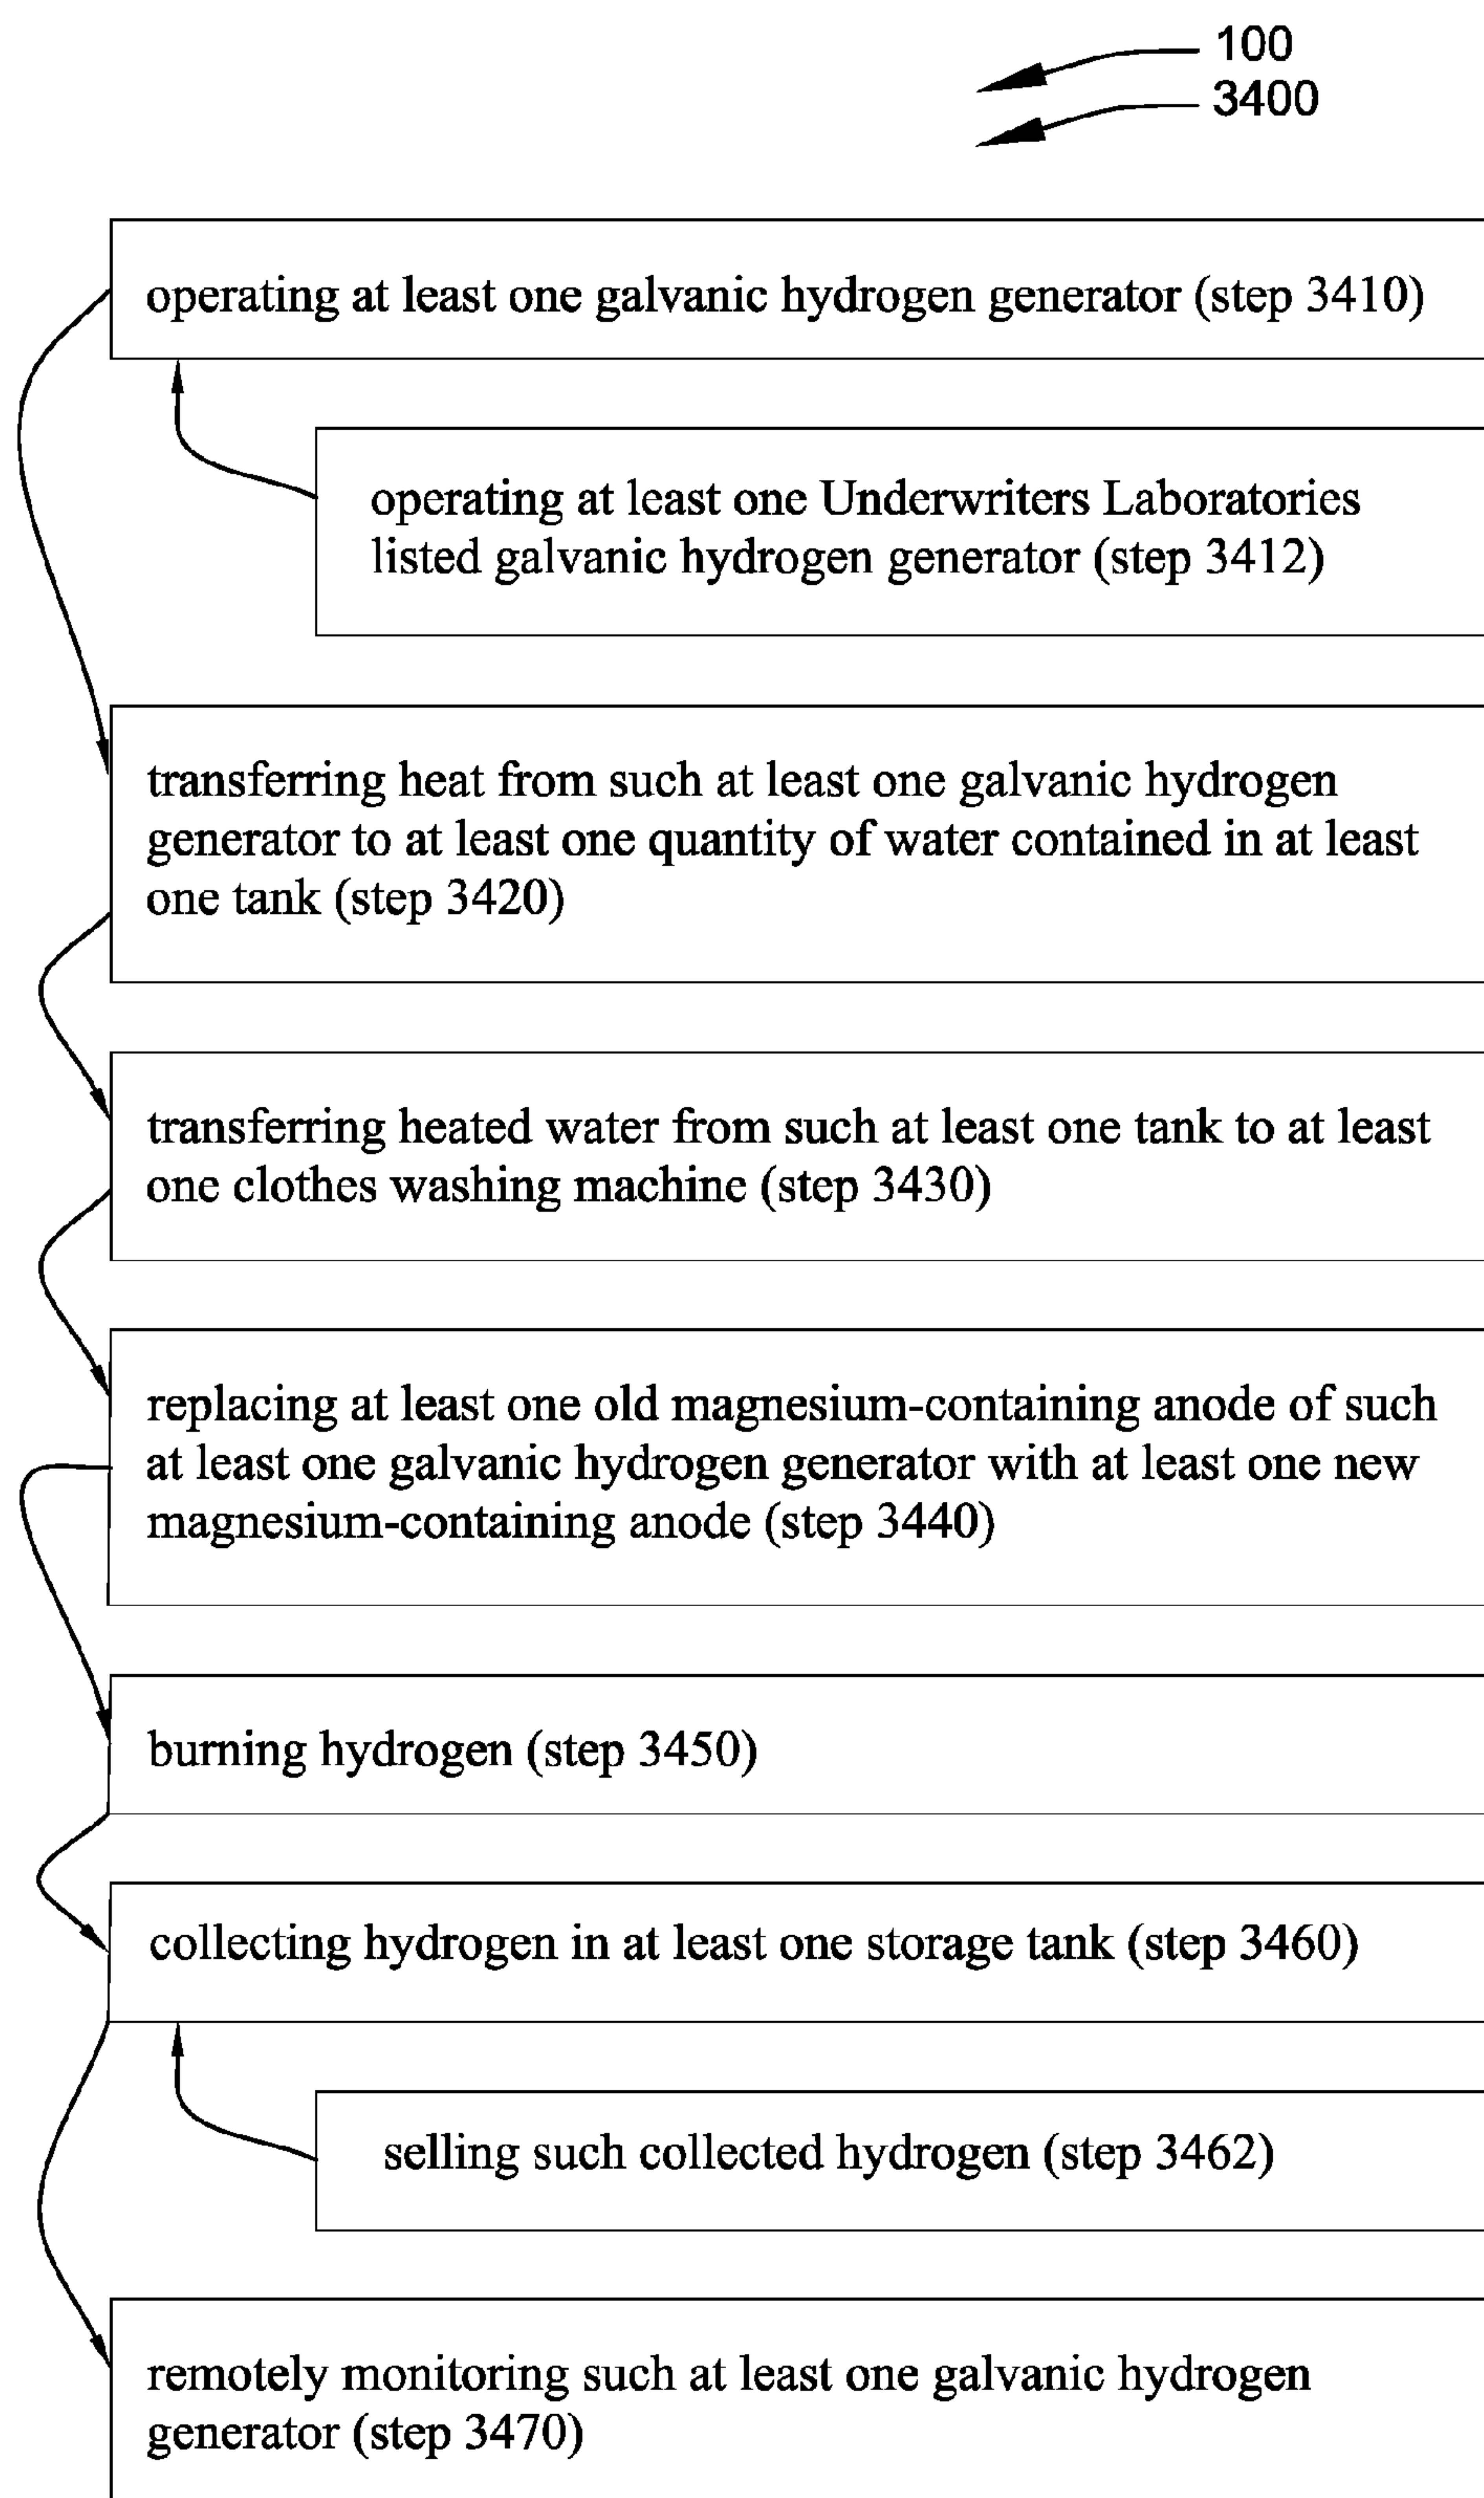 100
3400
operating at least one galvanic hydrogen generator (step 3410)
operating at least one Underwriters Laboratories
listed galvanic hydrogen generator (step 3412)
transferring heat from such at least one galvanic hydrogen
generator to at least one quantity of water contained in at least
one tank (step 3420)
transferring heated water from such at least one tank to at least
one clothes washing machine (step 3430)
replacing at least one old magnesium-containing anode of such
at least one galvanic hydrogen generator with at least one new
magnesium-containing anode (step 3440)
burning hydrogen (step 3450)
collecting hydrogen in at least one storage tank (step 3460)
selling such collected hydrogen (step 3462)
remotely monitoring such at least one galvanic hydrogen
generator (step 3470)